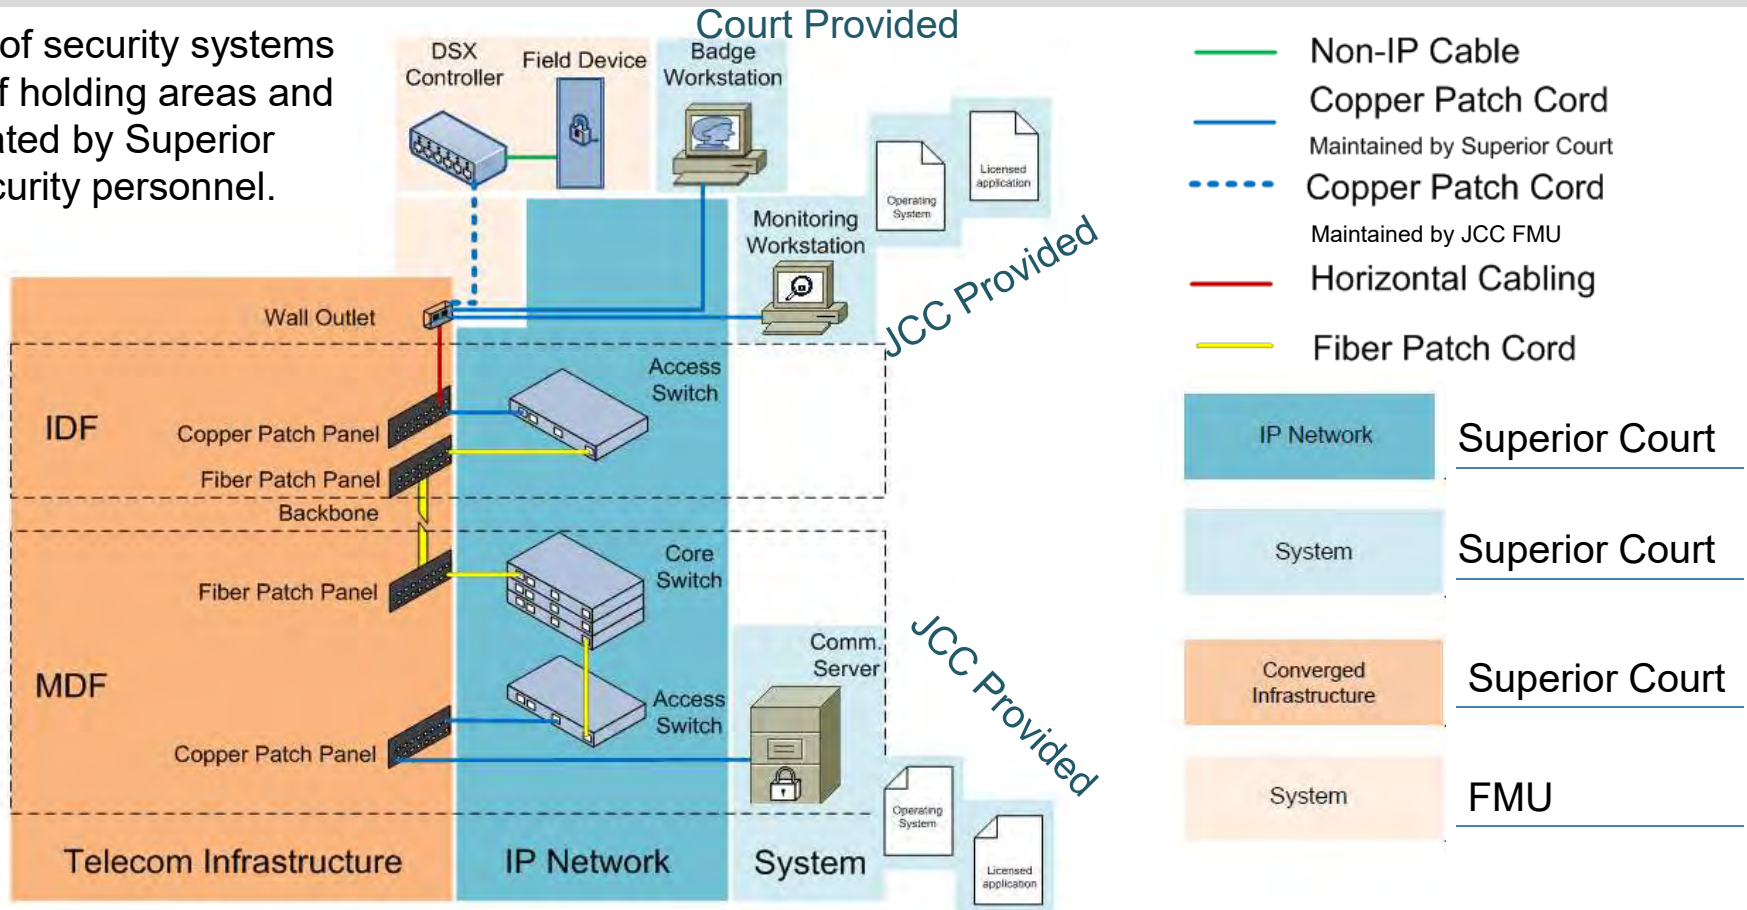 of security systems
f holding areas and
ated by Superior
curity personnel.
Court Provided
DSX
Controller
Field Device
Badge
Workstation
Operating
System
Licensed
application
Monitoring
Workstation
JCC Provided
Wall Outlet
IDF
Copper Patch Panel
Fiber Patch Panel
Access
Switch
Backbone
MDF
Fiber Patch Panel
Core
Switch
Access
Switch
Copper Patch Panel
Comm.
Server
JCC Provided
Operating
System
Licensed
application
Telecom Infrastructure
IP Network
System
Non-IP Cable
Copper Patch Cord
Maintained by Superior Court
Copper Patch Cord
Maintained by JCC FMU
Horizontal Cabling
Fiber Patch Cord
IP Network
Superior Court
System
Superior Court
Converged
Infrastructure
Superior Court
System
FMU